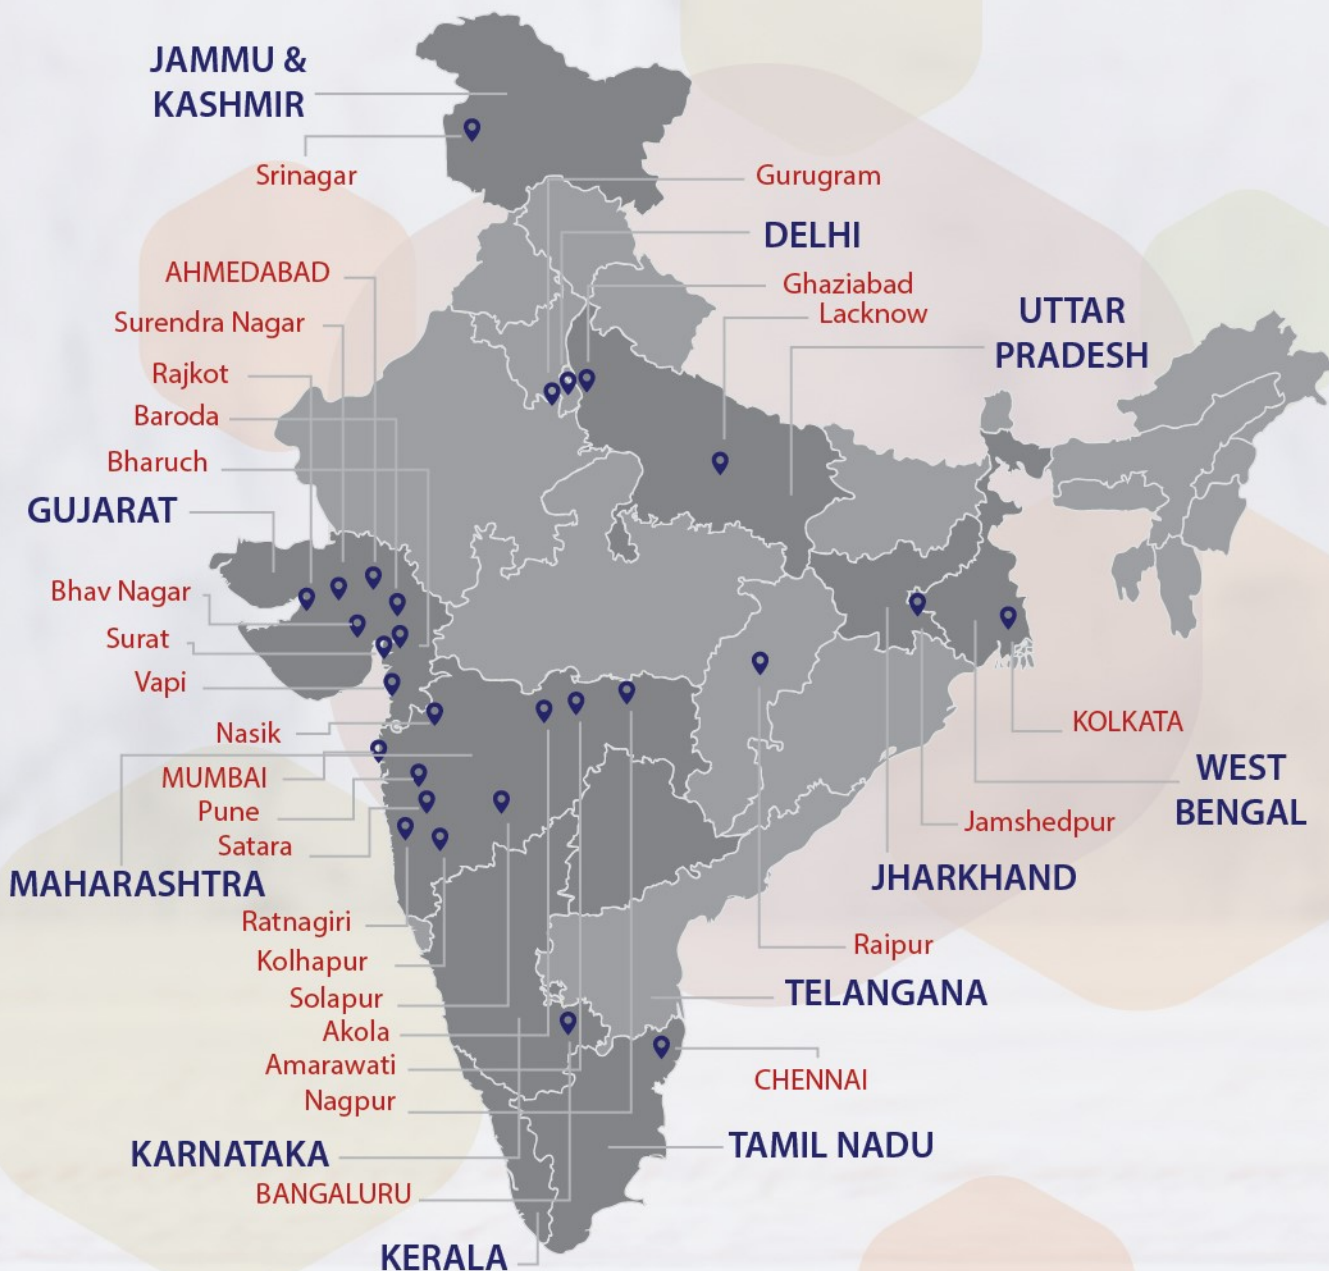 JAMMU &
KASHMIR
Srinagar
Gurugram
DELHI
AHMEDABAD
Ghaziabad
Lacknow
UTTAR
PRADESH
Surendra Nagar
Rajkot
Baroda
Bharuch
GUJARAT
Bhav Nagar
Surat
Vapi
Nasik
MUMBAI
Pune
Satara
MAHARASHTRA
Ratnagiri
Kolhapur
Solapur
Akola
Amarawati
Nagpur
KARNATAKA
BANGALURU
KERALA
KOLKATA
WEST
BENGAL
Jamshedpur
JHARKHAND
Raipur
TELANGANA
CHENNAI
TAMIL NADU